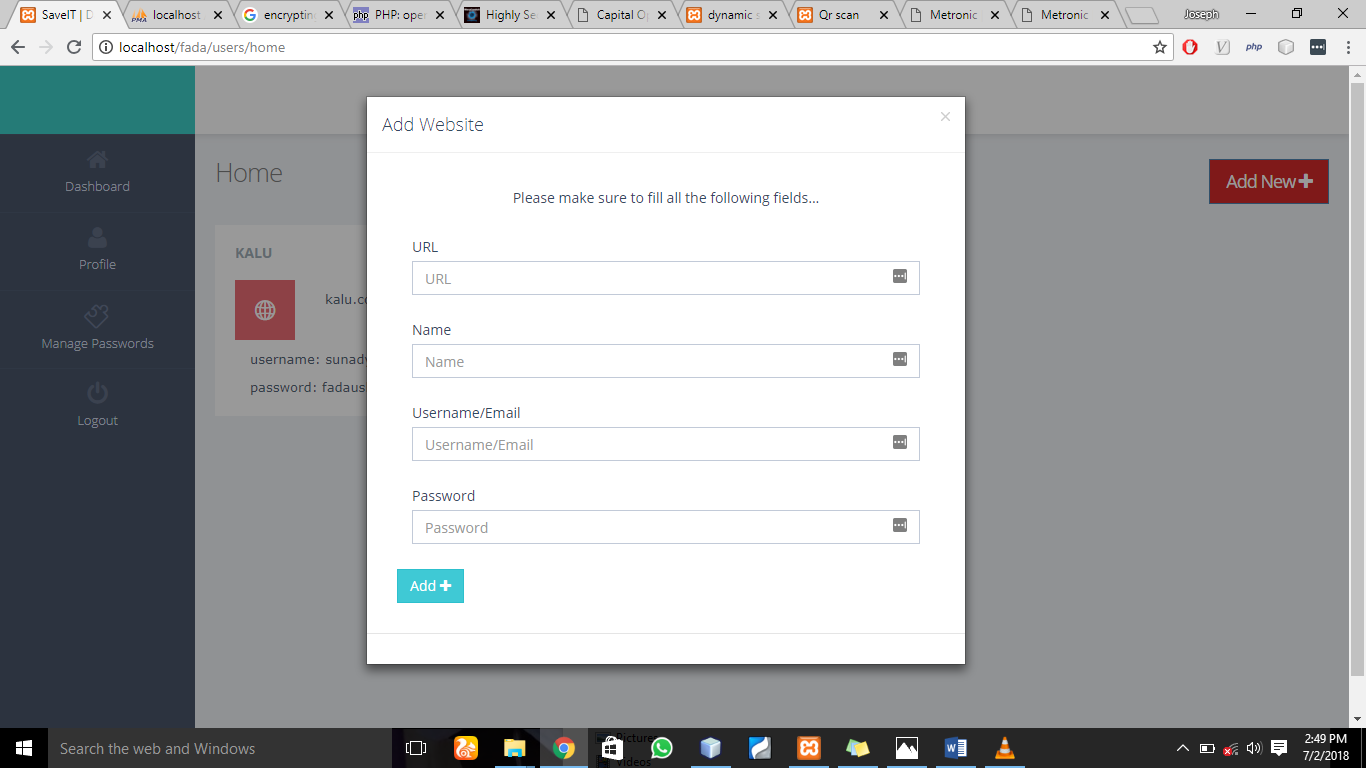 SaveIT | D
localhost
encrypting
PHP: oper
Highly Se
Capital Op
dynamic s
Qr scan
Metronic
Metronic
Joseph
localhost/fada/users/home
php
Dashboard
Profile
Manage Passwords
Logout
Home
Add New
KALU
kalu.co
username: sunady
password: fadaus
Add Website
×
Please make sure to fill all the following fields...
URL
URL
Name
Name
Username/Email
Username/Email
Password
Password
Add
Search the web and Windows
Pictures
Videos
2:49 PM
7/2/2018